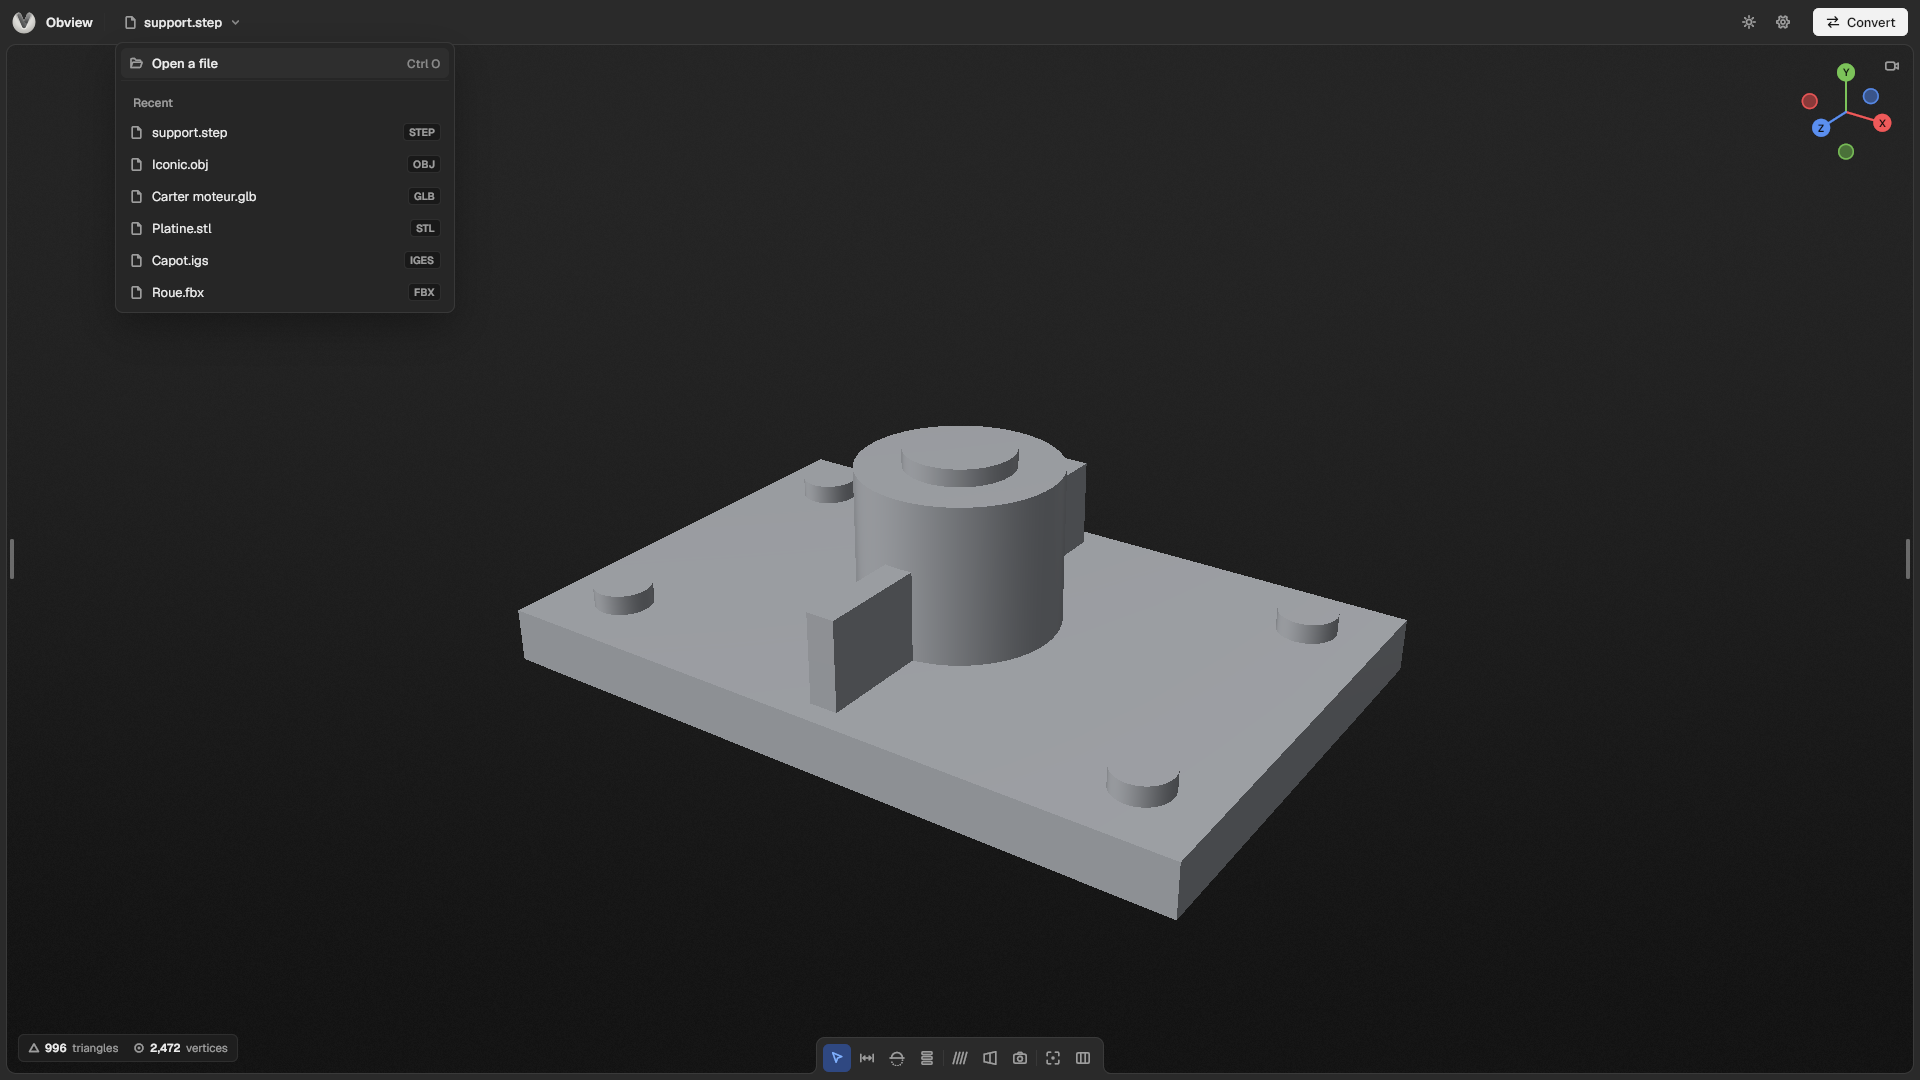 Obview
support.step
Convert
Open a file Ctrl O
Recent
support.step STEP
Iconic.obj OBJ
Carter moteur.glb GLB
Platine.stl STL
Capot.igs IGES
Roue.fbx FBX
Y
X
Z
996 triangles 2,472 vertices